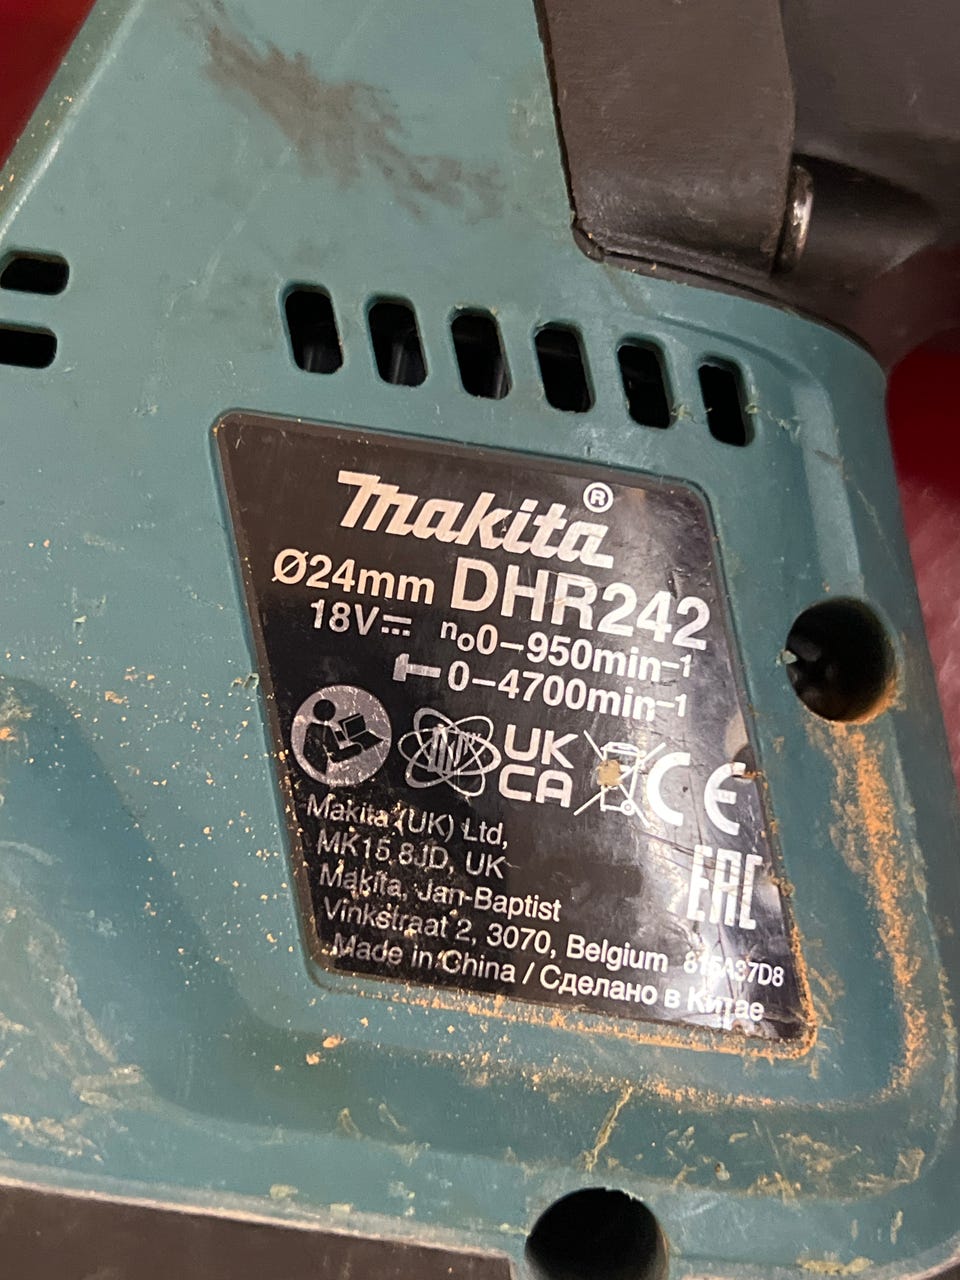 Makita®
Ø24mm DHR242
18V⎓ n₀0–950min⁻¹
0–4700min⁻¹
UK
CA
CE
EAC
Makita (UK) Ltd,
MK15 8JD, UK
Makita, Jan-Baptist
Vinkstraat 2, 3070, Belgium
Made in China / Сделано в Китае